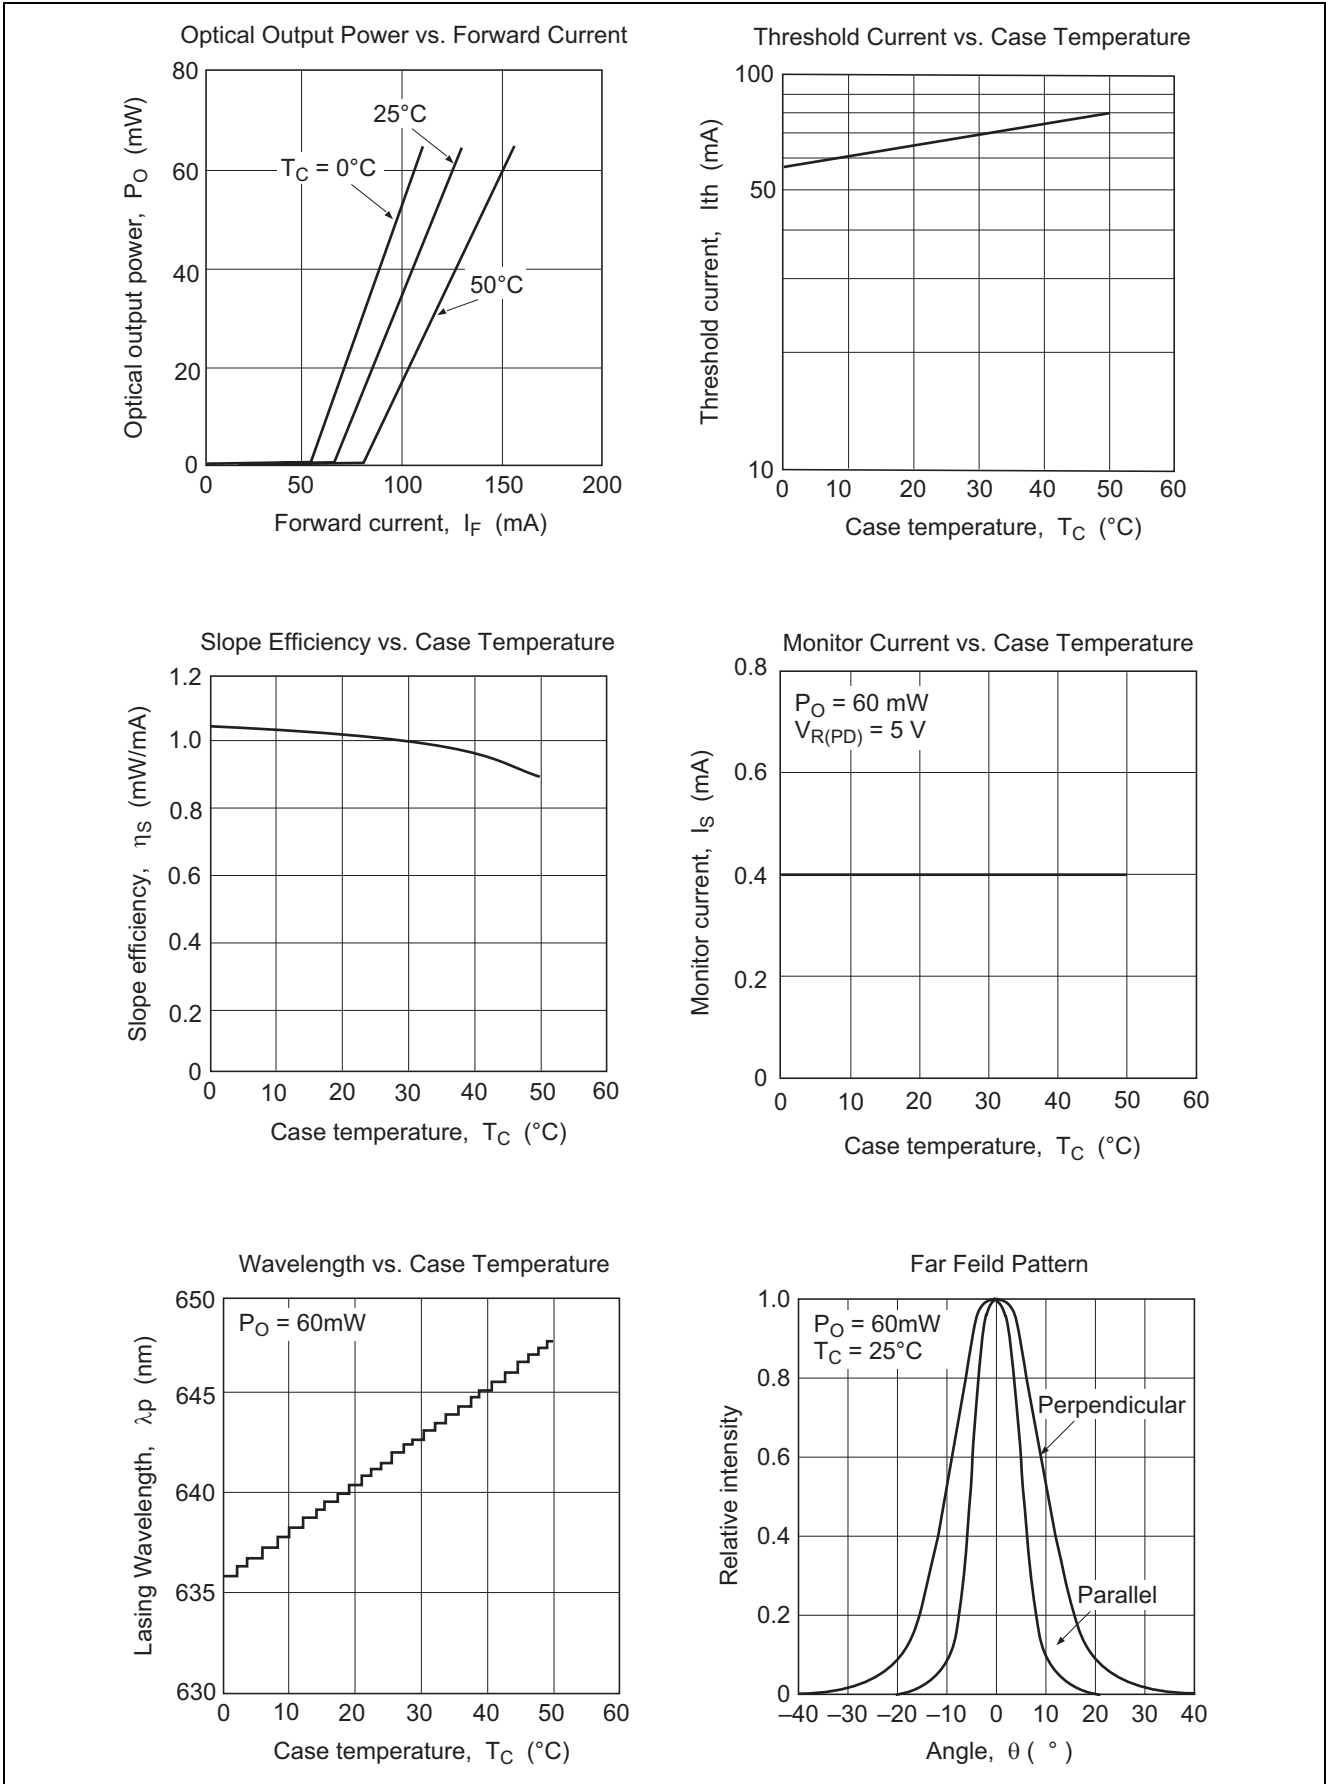 Optical Output Power vs. Forward Current
80
60
40
20
0
0 50 100 150 200
25°C
TC = 0°C
50°C
Optical output power, PO (mW)
Forward current, IF (mA)
Threshold Current vs. Case Temperature
100
50
10
0 10 20 30 40 50 60
Threshold current, Ith (mA)
Case temperature, TC (°C)
Slope Efficiency vs. Case Temperature
1.2
1.0
0.8
0.6
0.4
0.2
0
0 10 20 30 40 50 60
Slope efficiency, ηS (mW/mA)
Case temperature, TC (°C)
Monitor Current vs. Case Temperature
0.8
0.6
0.4
0.2
0
PO = 60 mW
VR(PD) = 5 V
0 10 20 30 40 50 60
Monitor current, IS (mA)
Case temperature, TC (°C)
Wavelength vs. Case Temperature
650
645
640
635
630
PO = 60mW
0 10 20 30 40 50 60
Lasing Wavelength, λp (nm)
Case temperature, TC (°C)
Far Feild Pattern
1.0
0.8
0.6
0.4
0.2
0
PO = 60mW
TC = 25°C
Perpendicular
Parallel
–40 –30 –20 –10 0 10 20 30 40
Relative intensity
Angle, θ ( ° )